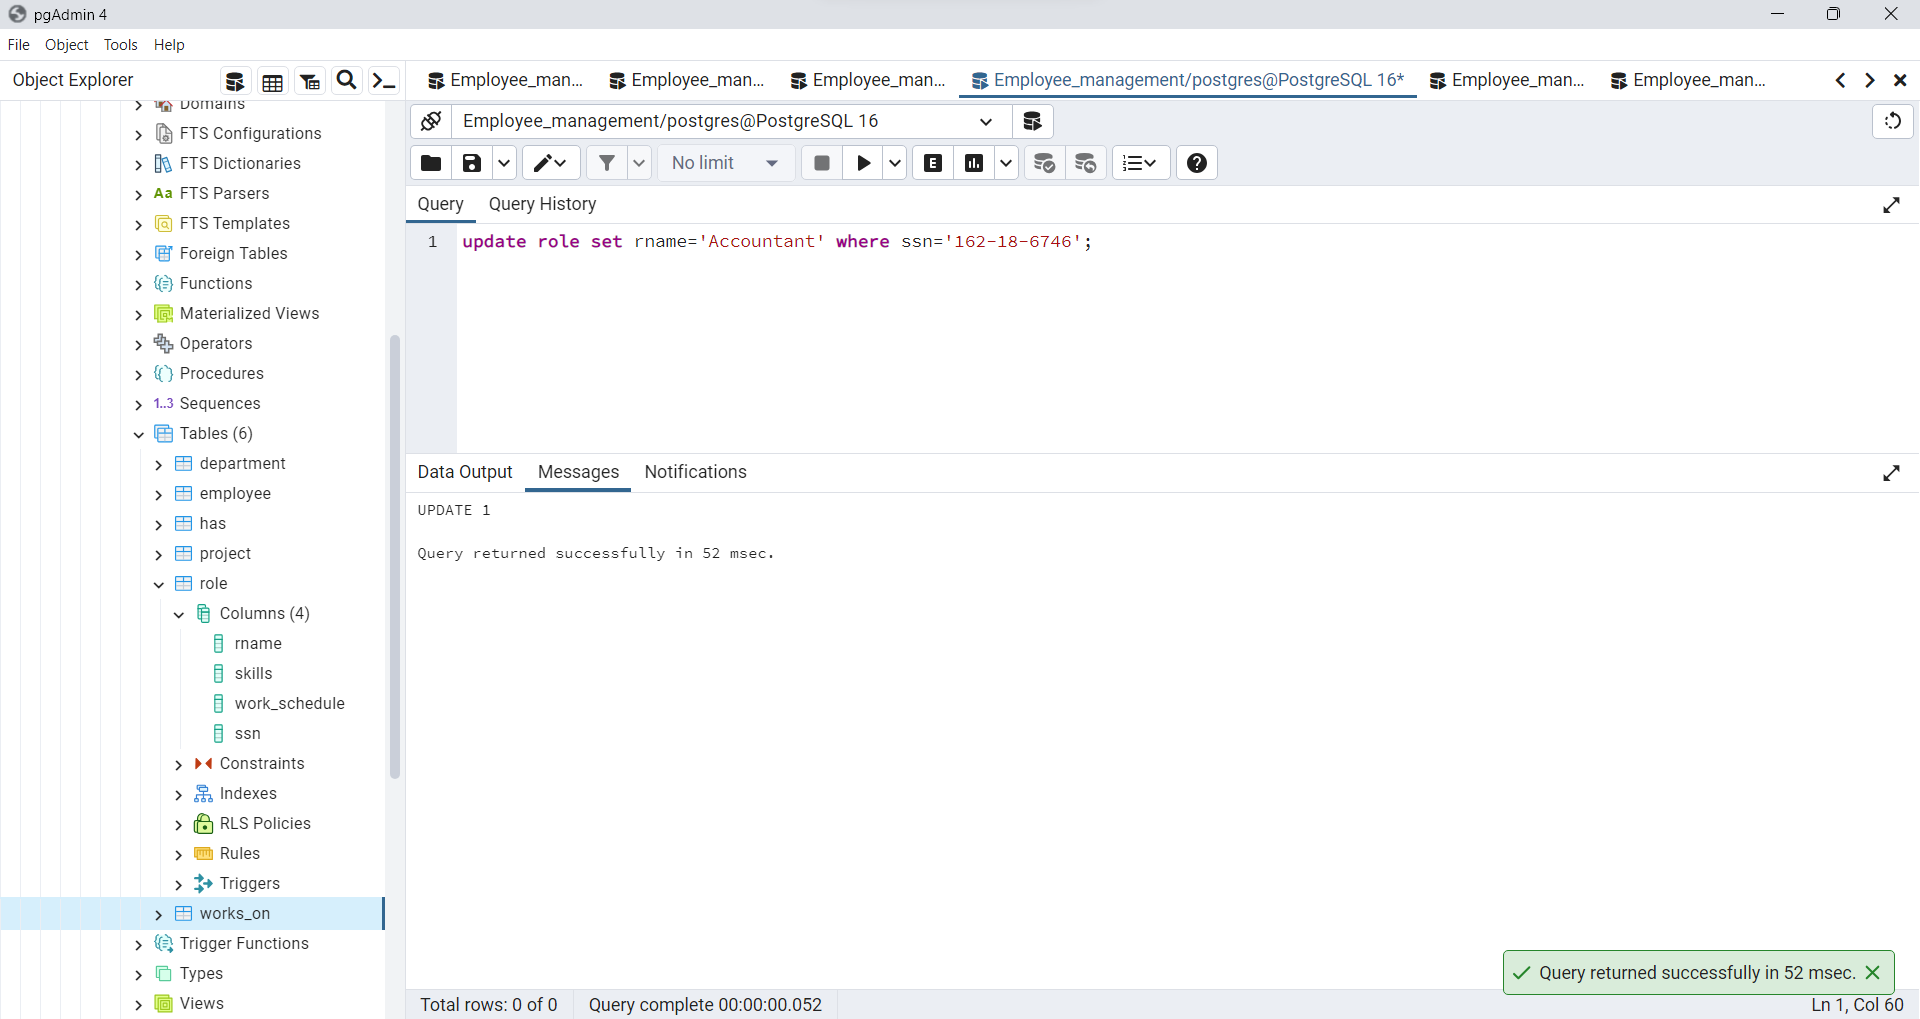 pgAdmin 4
File Object Tools Help
Object Explorer
Employee_man... Employee_man... Employee_man... Employee_management/postgres@PostgreSQL 16* Employee_man... Employee_man...
Employee_management/postgres@PostgreSQL 16
No limit
E
Query Query History
1 update role set rname='Accountant' where ssn='162-18-6746';
Domains
FTS Configurations
FTS Dictionaries
Aa FTS Parsers
FTS Templates
Foreign Tables
Functions
Materialized Views
Operators
Procedures
1..3 Sequences
Tables (6)
department
employee
has
project
role
Columns (4)
rname
skills
work_schedule
ssn
Constraints
Indexes
RLS Policies
Rules
Triggers
works_on
Trigger Functions
Types
Views
Data Output Messages Notifications
UPDATE 1
Query returned successfully in 52 msec.
Query returned successfully in 52 msec.
Total rows: 0 of 0 Query complete 00:00:00.052 Ln 1, Col 60